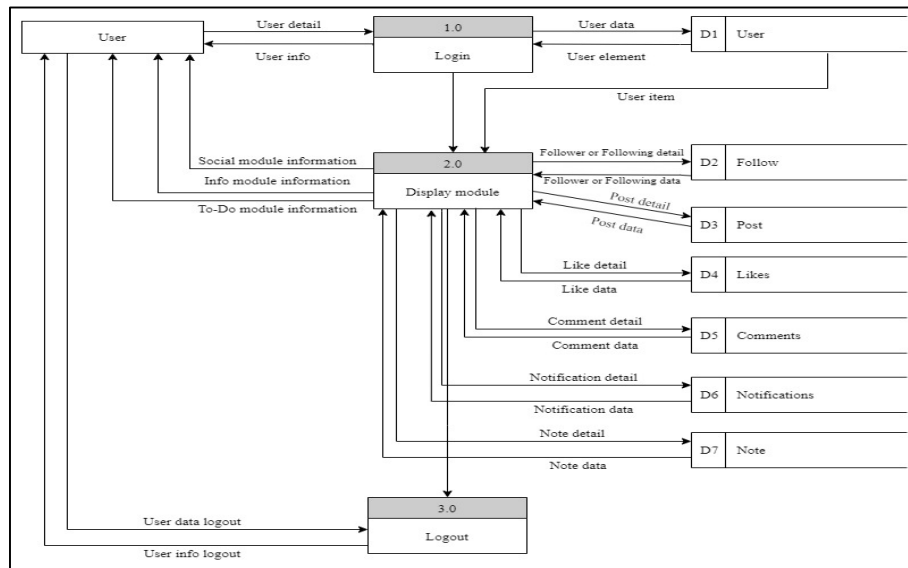 User
User detail
User info
1.0
Login
User data
User element
D1 User
User item
Social module information
Info module information
To-Do module information
2.0
Display module
Follower or Following detail
Follower or Following data
D2 Follow
Post detail
Post data
D3 Post
Like detail
Like data
D4 Likes
Comment detail
Comment data
D5 Comments
Notification detail
Notification data
D6 Notifications
Note detail
Note data
D7 Note
3.0
Logout
User data logout
User info logout